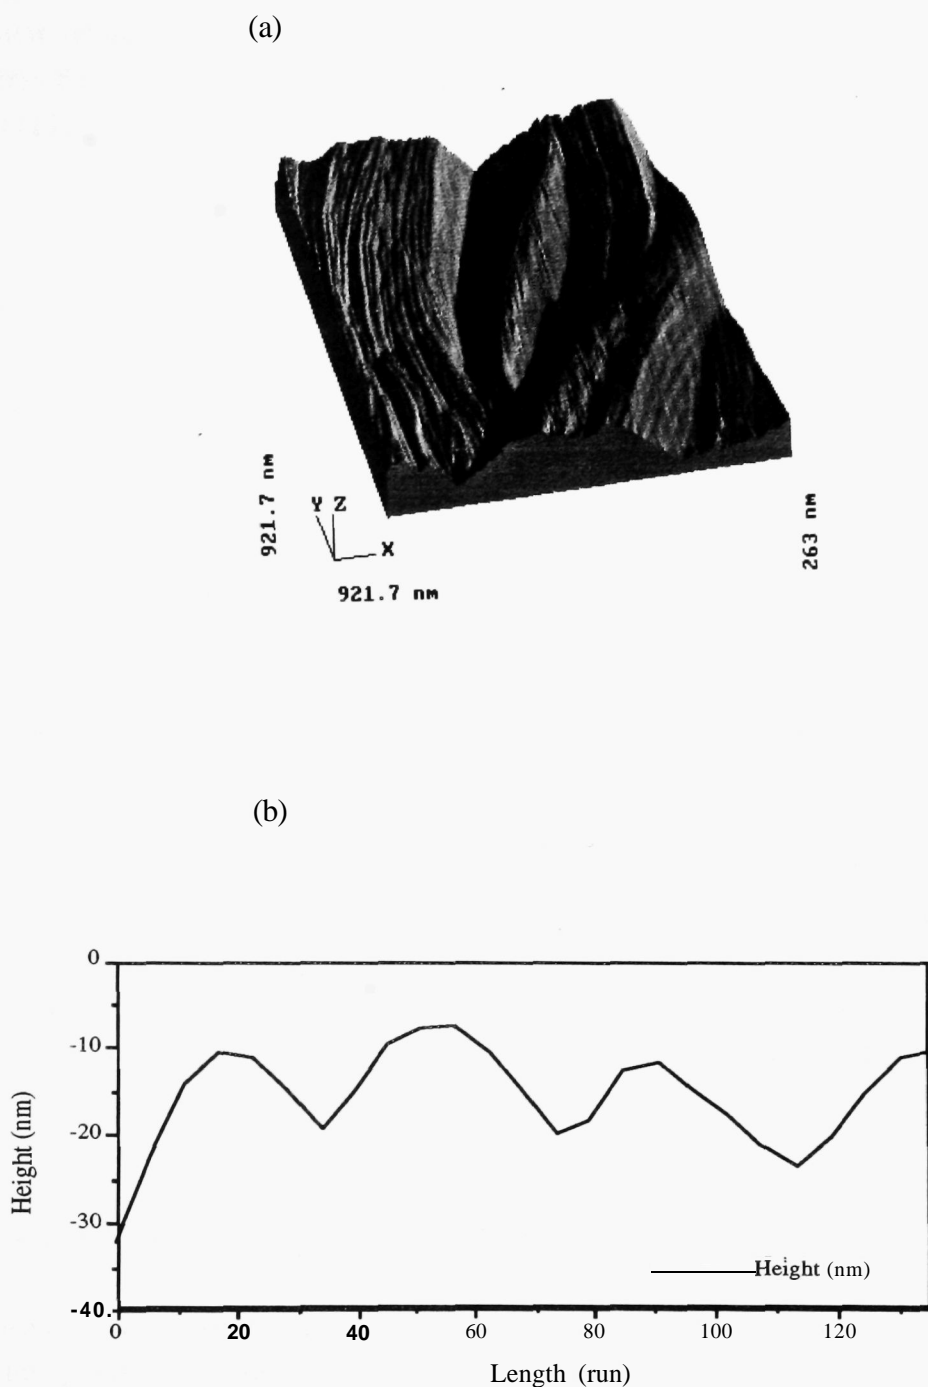 (a)
921.7 nm
Y Z
X
921.7 nm
263 nm
(b)
0
-10
-20
-30
-40.
Height (nm)
Height (nm)
0 20 40 60 80 100 120
Length (run)